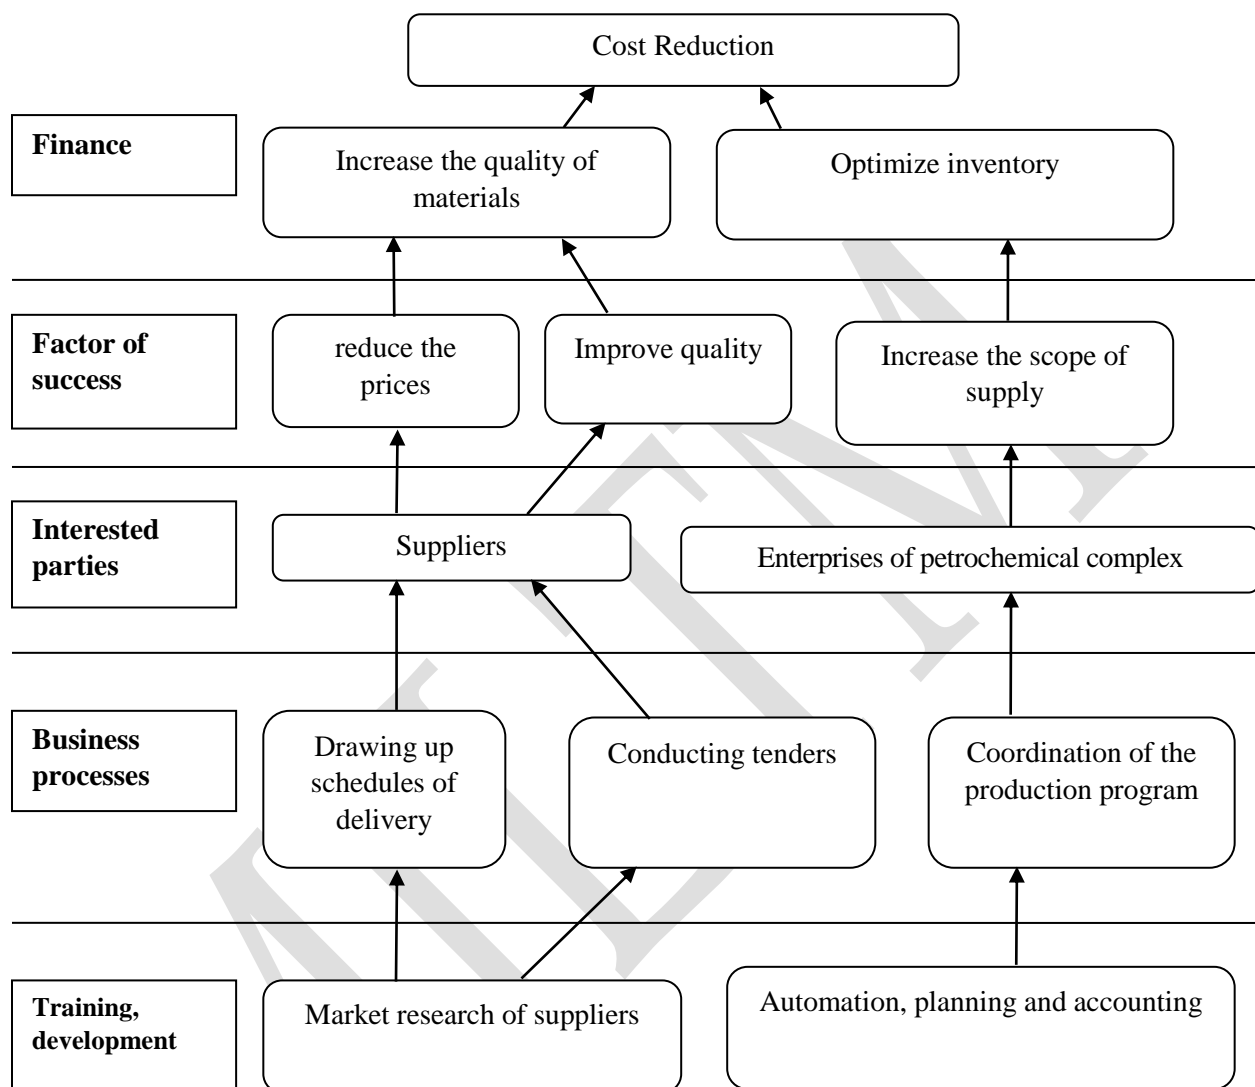 Cost Reduction
Finance
Increase the quality of
materials
Optimize inventory
Factor of
success
reduce the
prices
Improve quality
Increase the scope of
supply
Interested
parties
Suppliers
Enterprises of petrochemical complex
Business
processes
Drawing up
schedules of
delivery
Conducting tenders
Coordination of the
production program
Training,
development
Market research of suppliers
Automation, planning and accounting